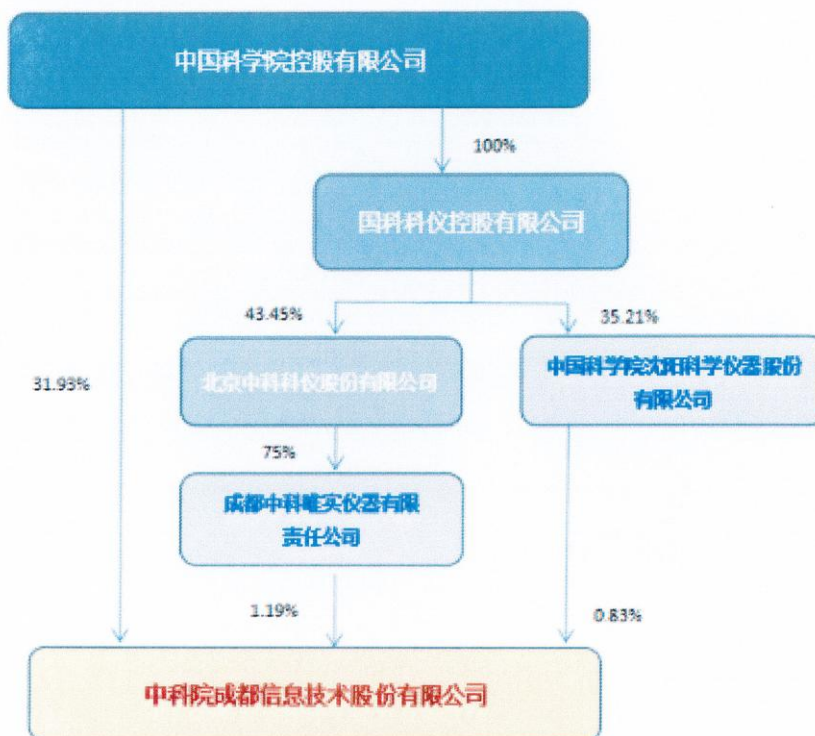 中国科学院控股有限公司
100%
国科科仪控股有限公司
43.45%
35.21%
31.93%
北京中科科仪股份有限公司
中国科学院沈阳科学仪器股份
有限公司
75%
成都中科唯实仪器有限
责任公司
1.19%
0.83%
中科院成都信息技术股份有限公司